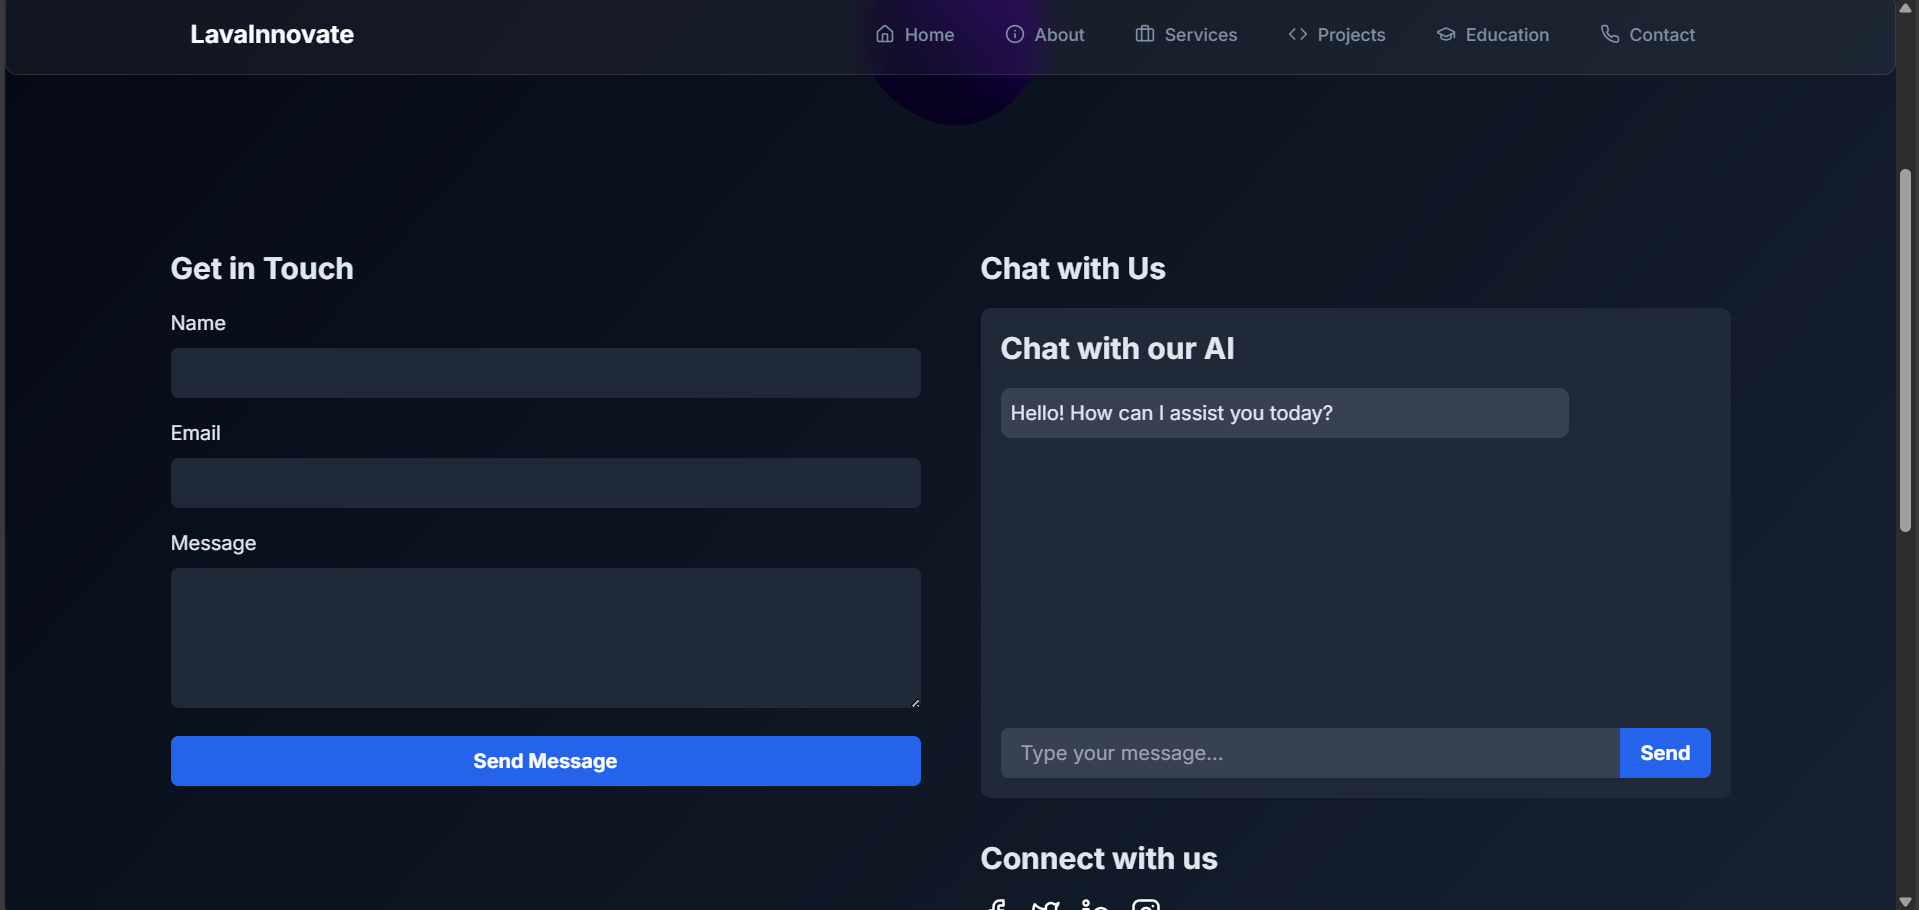 LavaInnovate
Home About Services Projects Education Contact
Get in Touch
Name
Email
Message
Send Message
Chat with Us
Chat with our AI
Hello! How can I assist you today?
Type your message...
Send
Connect with us